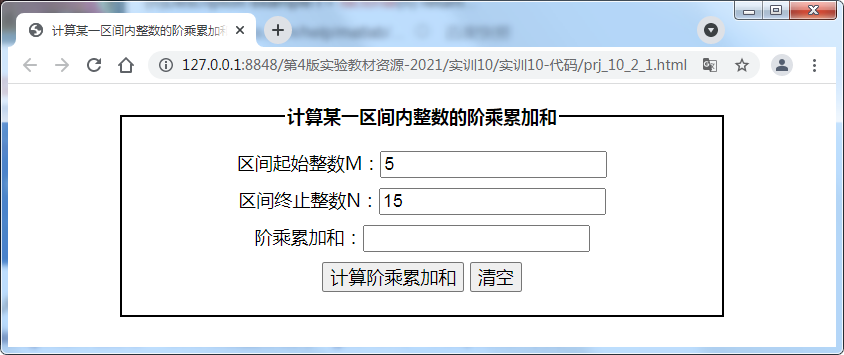 计算某一区间内整数的阶乘累加和
127.0.0.1:8848/第4版实验教材资源-2021/实训10/实训10-代码/prj_10_2_1.html
计算某一区间内整数的阶乘累加和
区间起始整数M：5
区间终止整数N：15
阶乘累加和：
计算阶乘累加和 清空